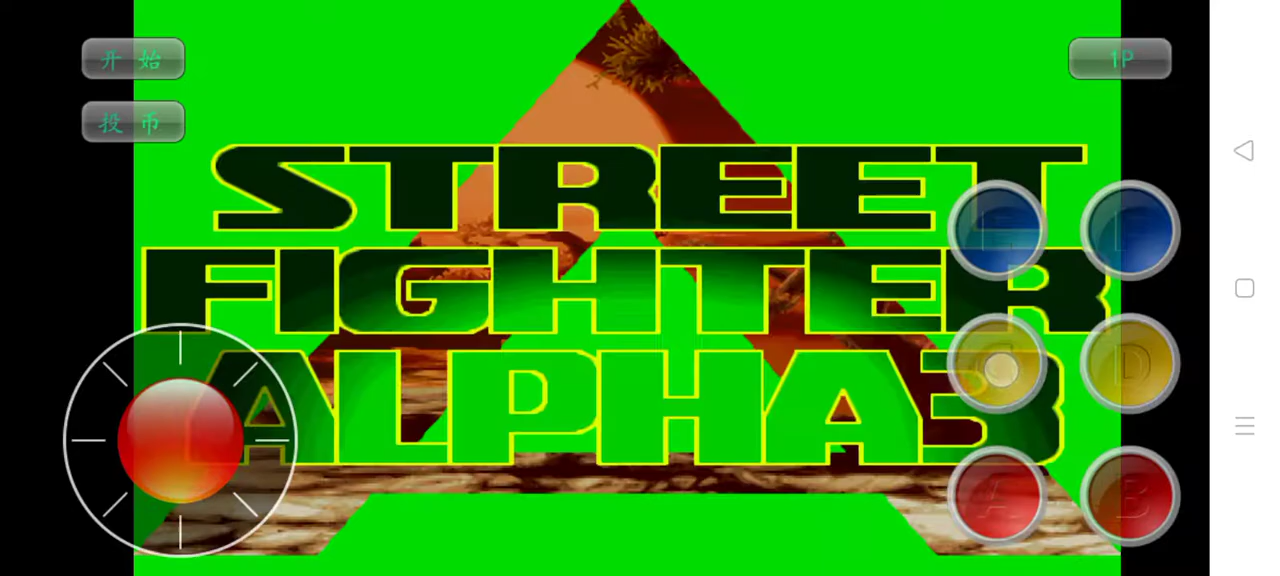 开 始
1P
投 币
STREET
FIGHTER
ALPHA3
E
F
C
D
A
B